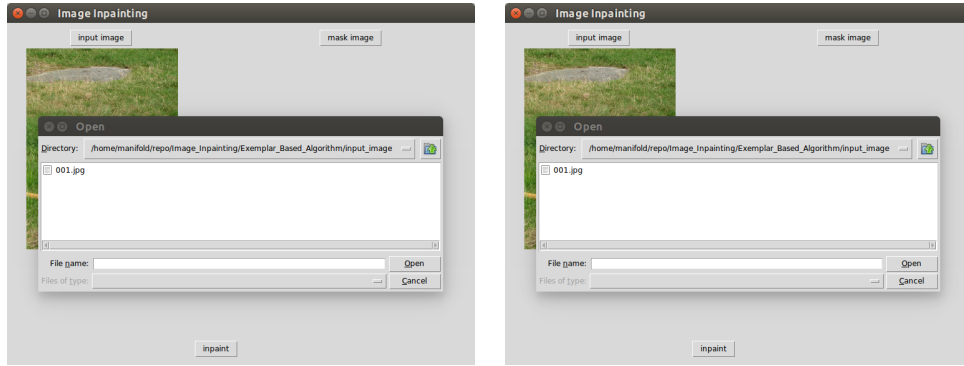 Image Inpainting
input image mask image
Open
Directory: /home/manifold/repo/Image_Inpainting/Exemplar_Based_Algorithm/input_image
001.jpg
File name: Open
Files of type: Cancel
inpaint
Image Inpainting
input image mask image
Open
Directory: /home/manifold/repo/Image_Inpainting/Exemplar_Based_Algorithm/input_image
001.jpg
File name: Open
Files of type: Cancel
inpaint